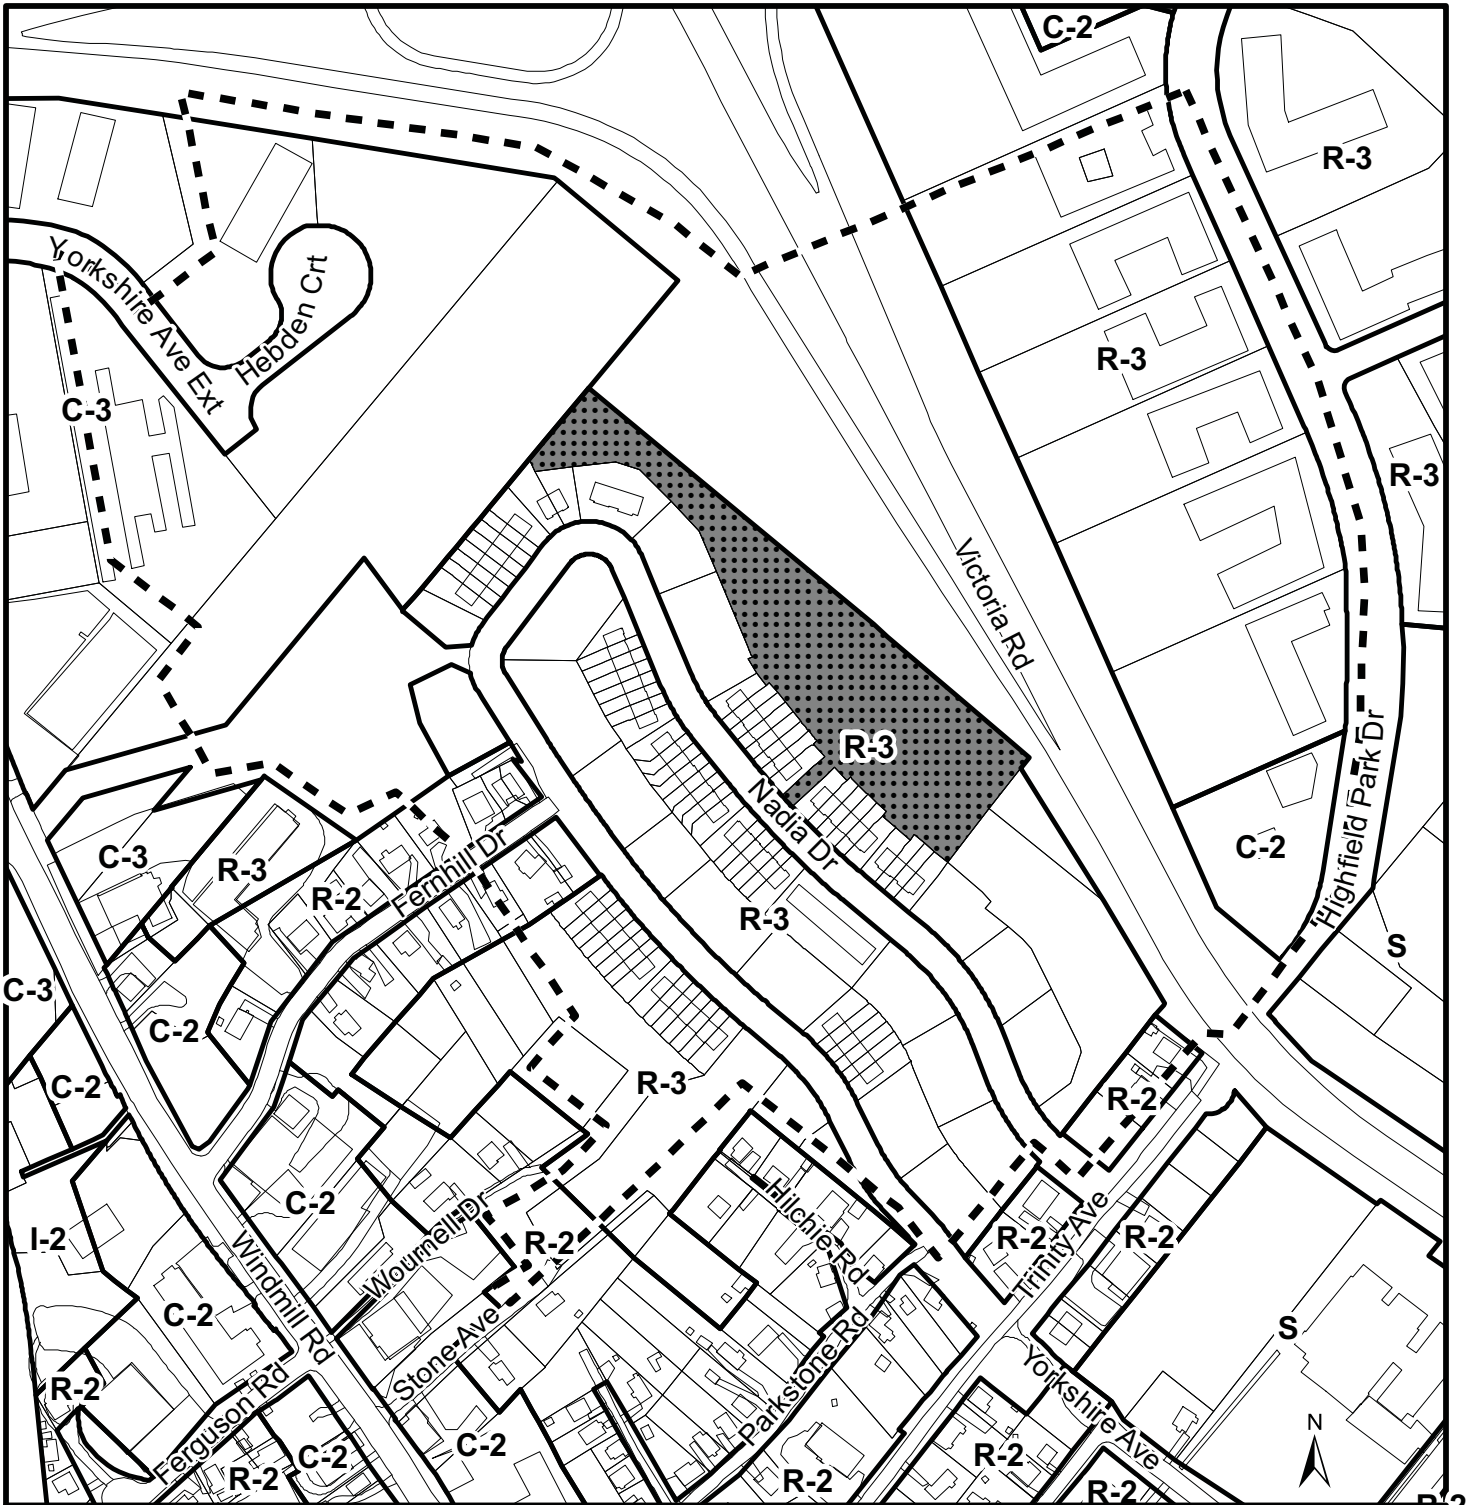 C-2
R-3
Yorkshire Ave Ext
Hebden Crt
R-3
C-3
R-3
Victoria Rd
R-3
Nadia Dr
Highfield Park Dr
C-3
R-3
C-2
R-2
Fernhill Dr
R-3
S
C-3
C-2
C-2
R-3
R-2
C-2
Wournell Dr
R-2
Hilchie Rd
R-2
Trinity Ave
R-2
I-2
Windmill Rd
C-2
Stone Ave
Parkstone Rd
S
R-2
Yorkshire Ave
Ferguson Rd
N
C-2
C-2
R-2
R-2
R-2
R-2